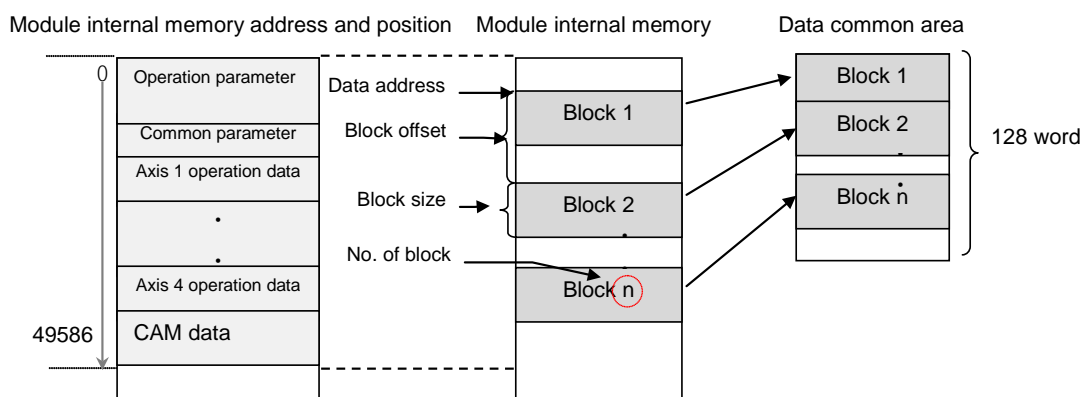 Module internal memory address and position
Module internal memory
Data common area
0
Operation parameter
Common parameter
Axis 1 operation data
Axis 4 operation data
CAM data
49586
Data address
Block offset
Block size
No. of block
Block 1
Block 2
Block n
Block 1
Block 2
Block n
128 word